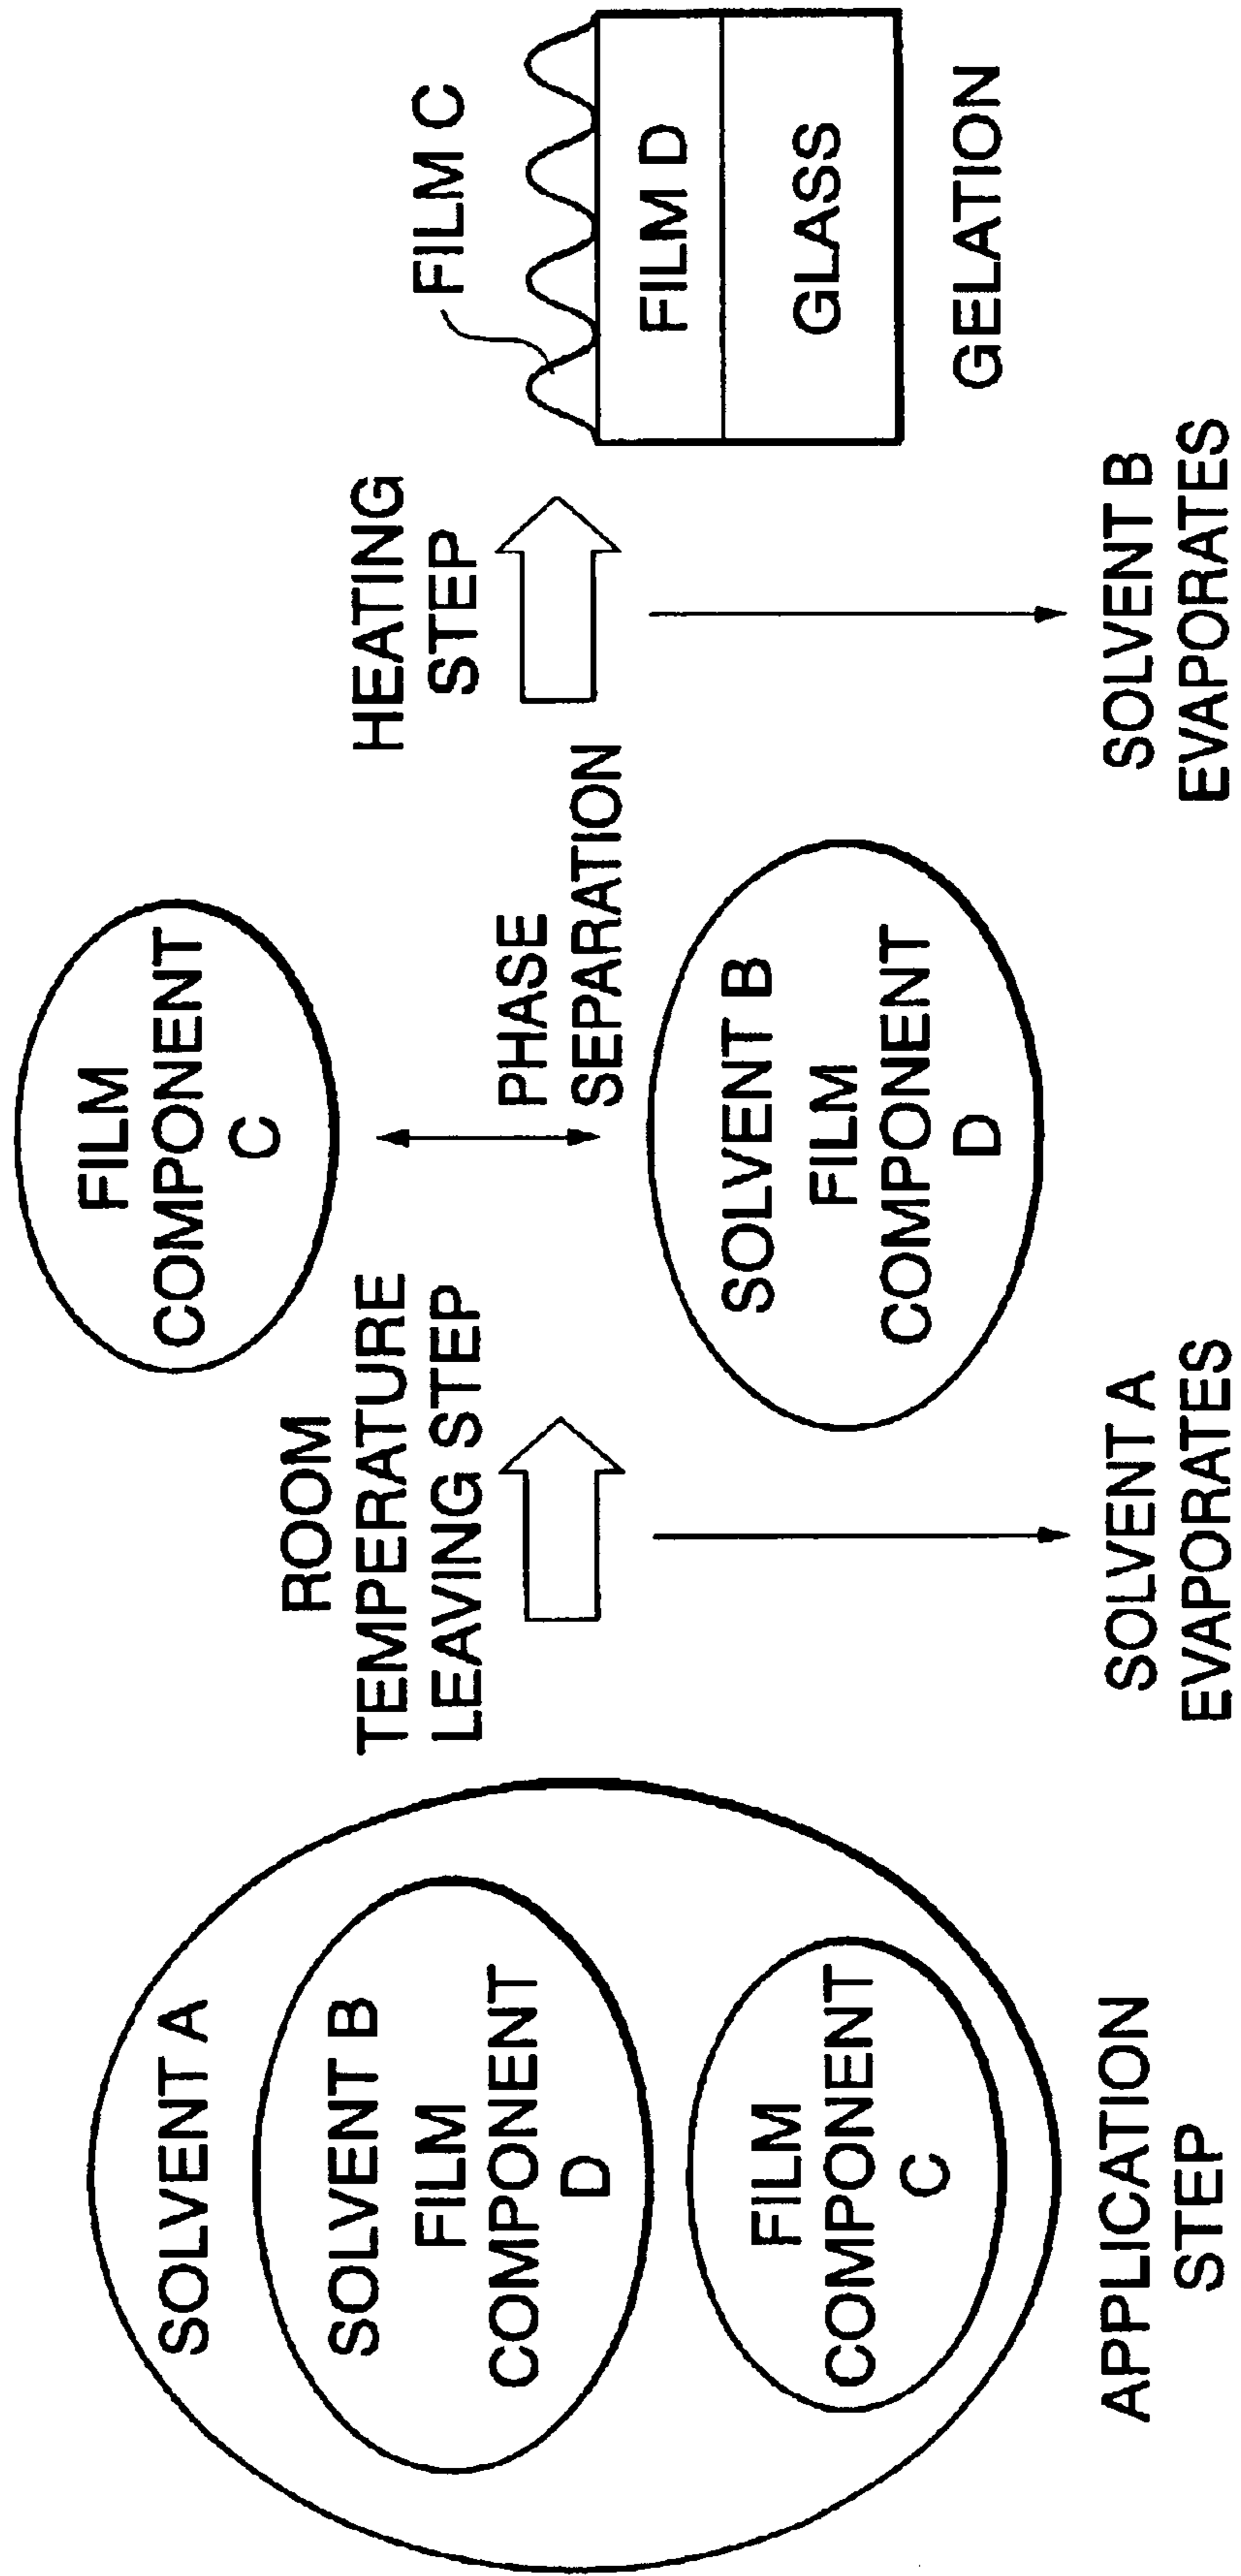 SOLVENT A
SOLVENT B
FILM
COMPONENT
D
FILM
COMPONENT
C
APPLICATION
STEP
ROOM
TEMPERATURE
LEAVING STEP
SOLVENT A
EVAPORATES
FILM
COMPONENT
C
PHASE
SEPARATION
SOLVENT B
FILM
COMPONENT
D
HEATING
STEP
SOLVENT B
EVAPORATES
FILM C
FILM D
GLASS
GELATION